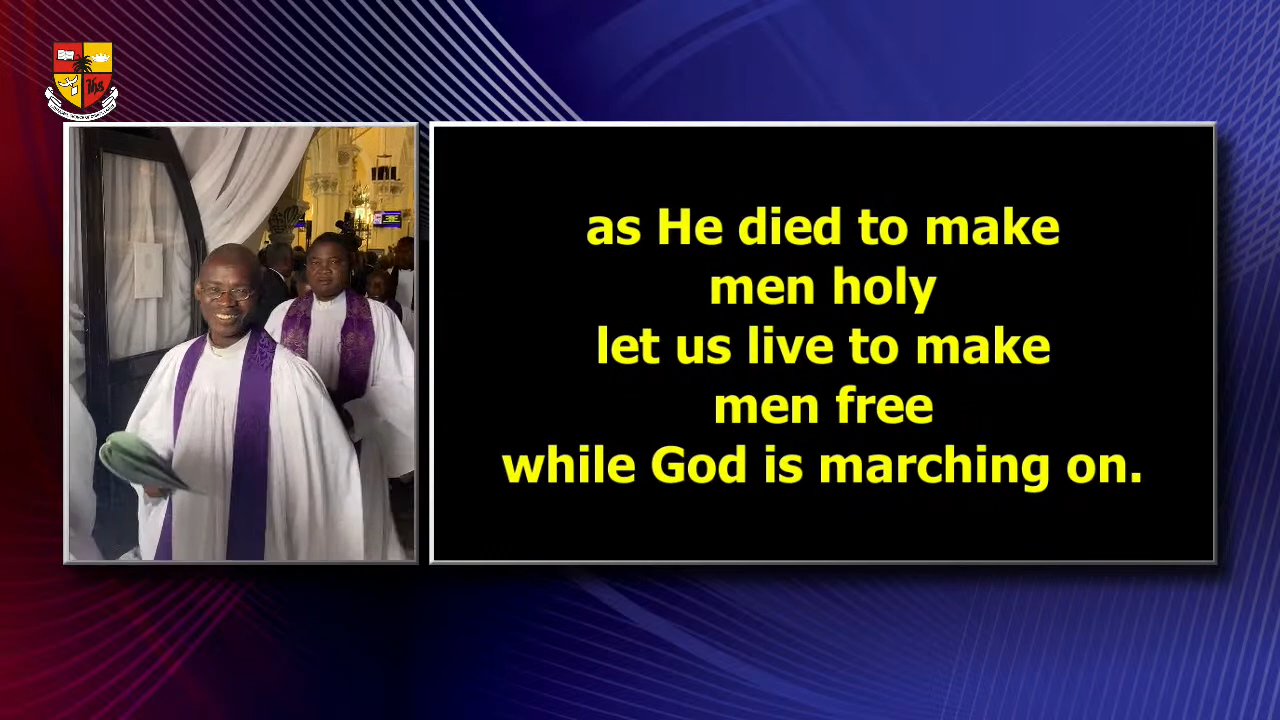 as He died to make
men holy
let us live to make
men free
while God is marching on.